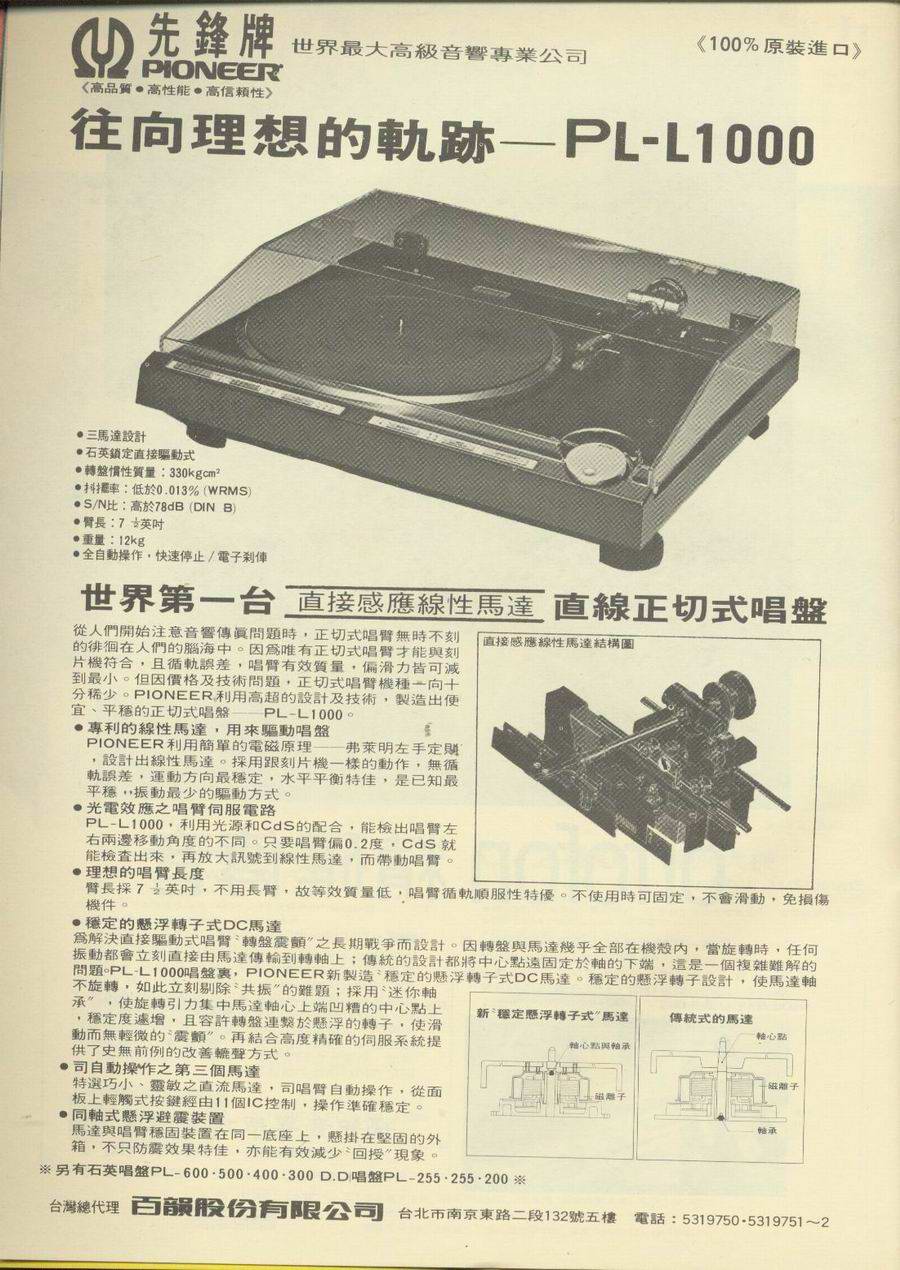 先鋒牌
PIONEER
世界最大高級音響專業公司
《100%原裝進口》
《高品質●高性能●高信賴性》
往向理想的軌跡—PL-L1000
●三馬達設計
●石英鎖定直接驅動式
●轉盤慣性質量：330kgcm²
●抖擺率：低於0.013%(WRMS)
●S/N比：高於78dB (DIN B)
●臂長：7 ½英吋
●重量：12kg
●全自動操作，快速停止/電子刹俥
世界第一台 直接感應線性馬達 直線正切式唱盤
從人們開始注意音響傳眞問題時，正切式唱臂無時不刻
的徘徊在人們的腦海中。因爲唯有正切式唱臂才能與刻
片機符合，且循軌誤差，唱臂有效質量，偏滑力皆可減
到最小。但因價格及技術問題，正切式唱臂機種一向十
分稀少。PIONEER利用高超的設計及技術，製造出便
宜、平穩的正切式唱盤——PL-L1000。
●專利的線性馬達，用來驅動唱盤
PIONEER利用簡單的電磁原理——弗萊明左手定則
，設計出線性馬達。採用跟刻片機一樣的動作，無循
軌誤差，運動方向最穩定，水平平衡特佳，是已知最
平穩，振動最少的驅動方式。
●光電效應之唱臂伺服電路
PL-L1000，利用光源和CdS的配合，能檢出唱臂左
右兩邊移動角度的不同。只要唱臂偏0.2度，CdS 就
能檢查出來，再放大訊號到線性馬達，而帶動唱臂。
直接感應線性馬達結構圖
●理想的唱臂長度
臂長採 7 ½ 英吋，不用長臂，故等效質量低，唱臂循軌順服性特優。不使用時可固定，不會滑動，免損傷
機件。
●穩定的懸浮轉子式DC馬達
爲解決直接驅動式唱臂〝轉盤震顫〞之長期戰爭而設計。因轉盤與馬達幾乎全部在機殼內，當旋轉時，任何
振動都會立刻直接由馬達傳輸到轉軸上；傳統的設計都將中心點遠固定於軸的下端，這是一個複雜難解的
問題。PL-L1000唱盤裏，PIONEER新製造〝穩定的懸浮轉子式DC馬達。穩定的懸浮轉子設計，使馬達軸
不旋轉，如此立刻剔除〝共振〞的難題；採用〝迷你軸
承〞，使旋轉引力集中馬達軸心上端凹糟的中心點上
，穩定度遽增，且容許轉盤連繫於懸浮的轉子，使滑
動而無輕微的〝震顫〞。再結合高度精確的伺服系統提
供了史無前例的改善轆聲方式。
●司自動操作之第三個馬達
特選巧小、靈敏之直流馬達，司唱臂自動操作，從面
板上輕觸式按鍵經由11個IC控制，操作準確穩定。
●同軸式懸浮避震裝置
馬達與唱臂穩固裝置在同一底座上，懸掛在堅固的外
箱，不只防震效果特佳，亦能有效減少〝回授〞現象。
新〝穩定懸浮轉子式〞馬達
軸心點與軸承
磁離子
傳統式的馬達
軸心點
磁離子
軸承
※另有石英唱盤PL-600·500·400·300 D.D唱盤PL-255·255·200 ※
台灣總代理 百韻股份有限公司 台北市南京東路二段132號五樓 電話：5319750·5319751～2